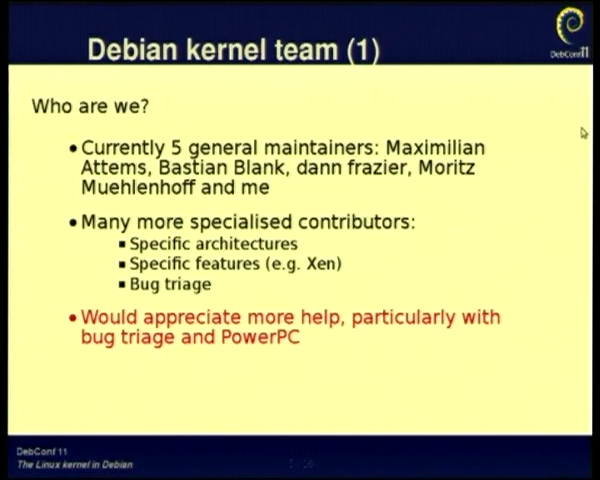 Debian kernel team (1)
DebConf11
Who are we?
• Currently 5 general maintainers: Maximilian
Attems, Bastian Blank, dann frazier, Moritz
Muehlenhoff and me
• Many more specialised contributors:
▪ Specific architectures
▪ Specific features (e.g. Xen)
▪ Bug triage
• Would appreciate more help, particularly with
bug triage and PowerPC
DebConf 11
The Linux kernel in Debian